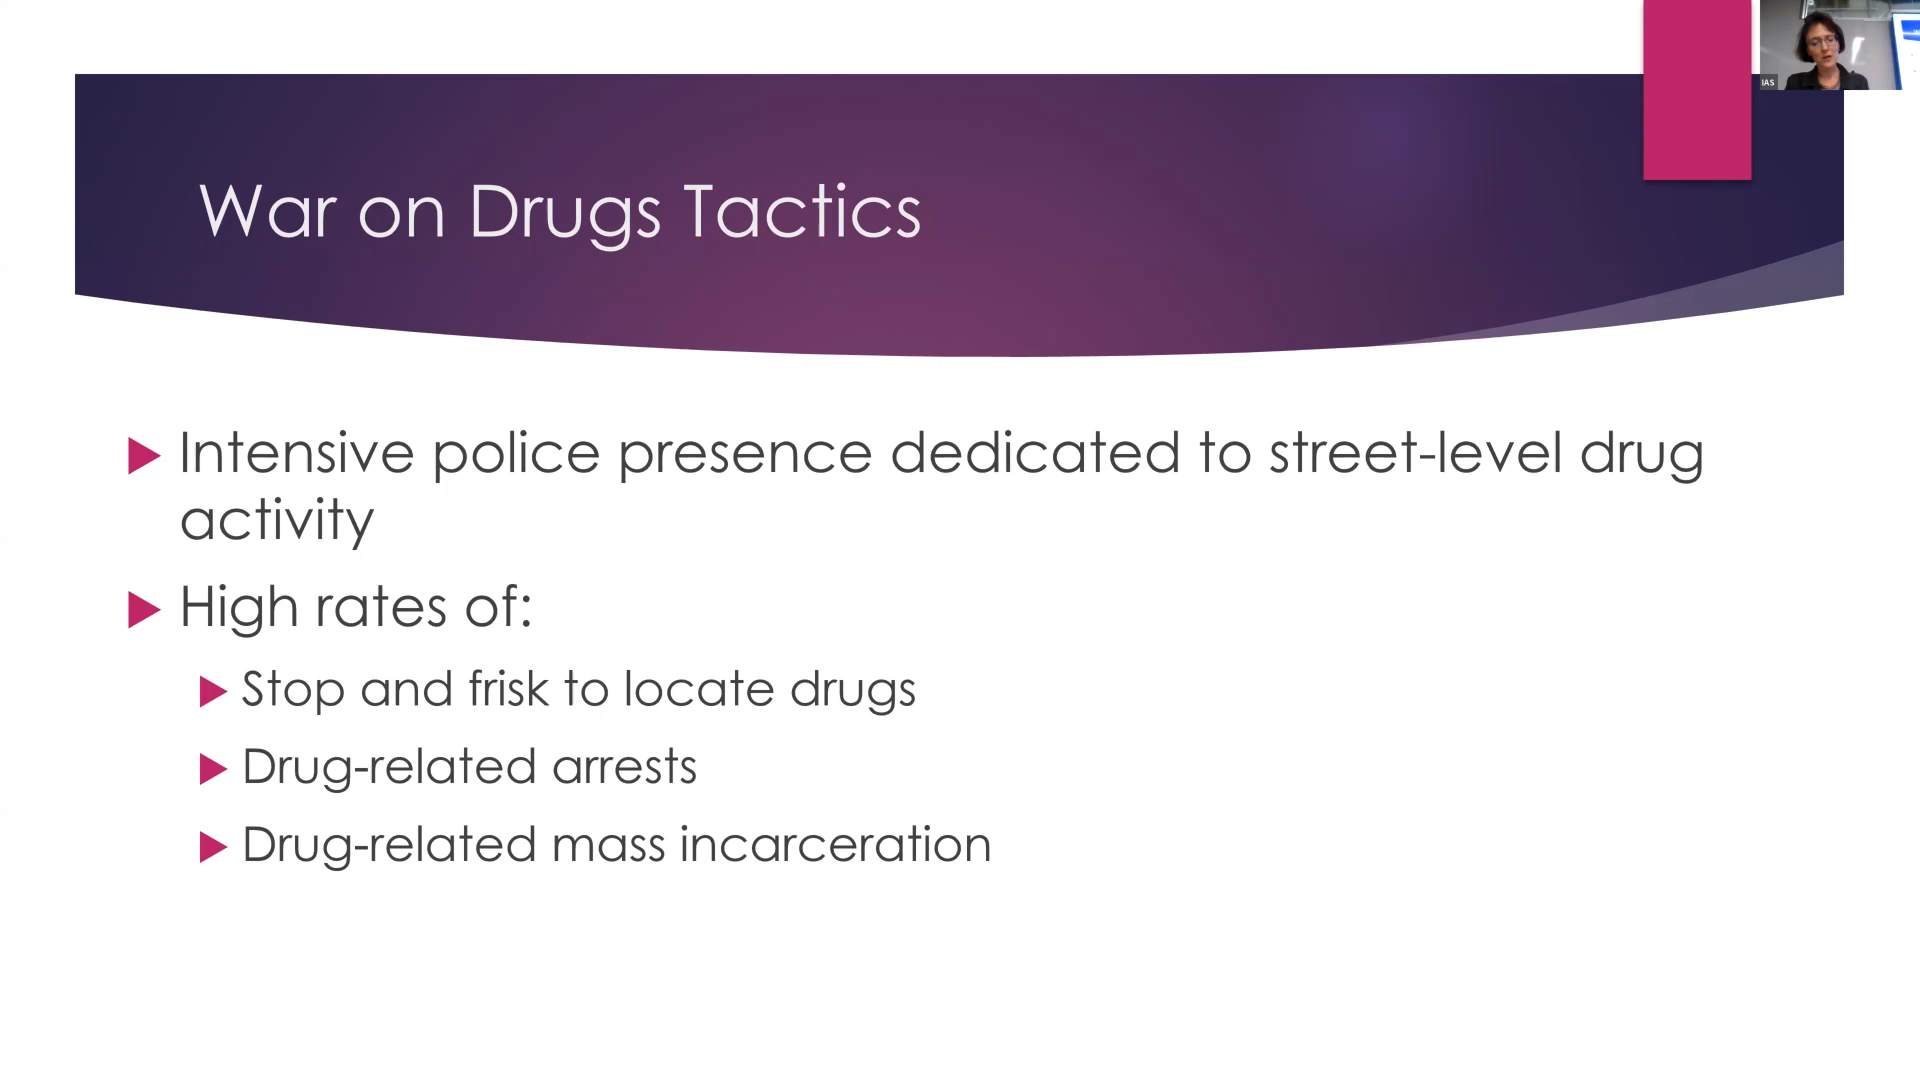 IAS
War on Drugs Tactics
Intensive police presence dedicated to street-level drug
activity
High rates of:
Stop and frisk to locate drugs
Drug-related arrests
Drug-related mass incarceration